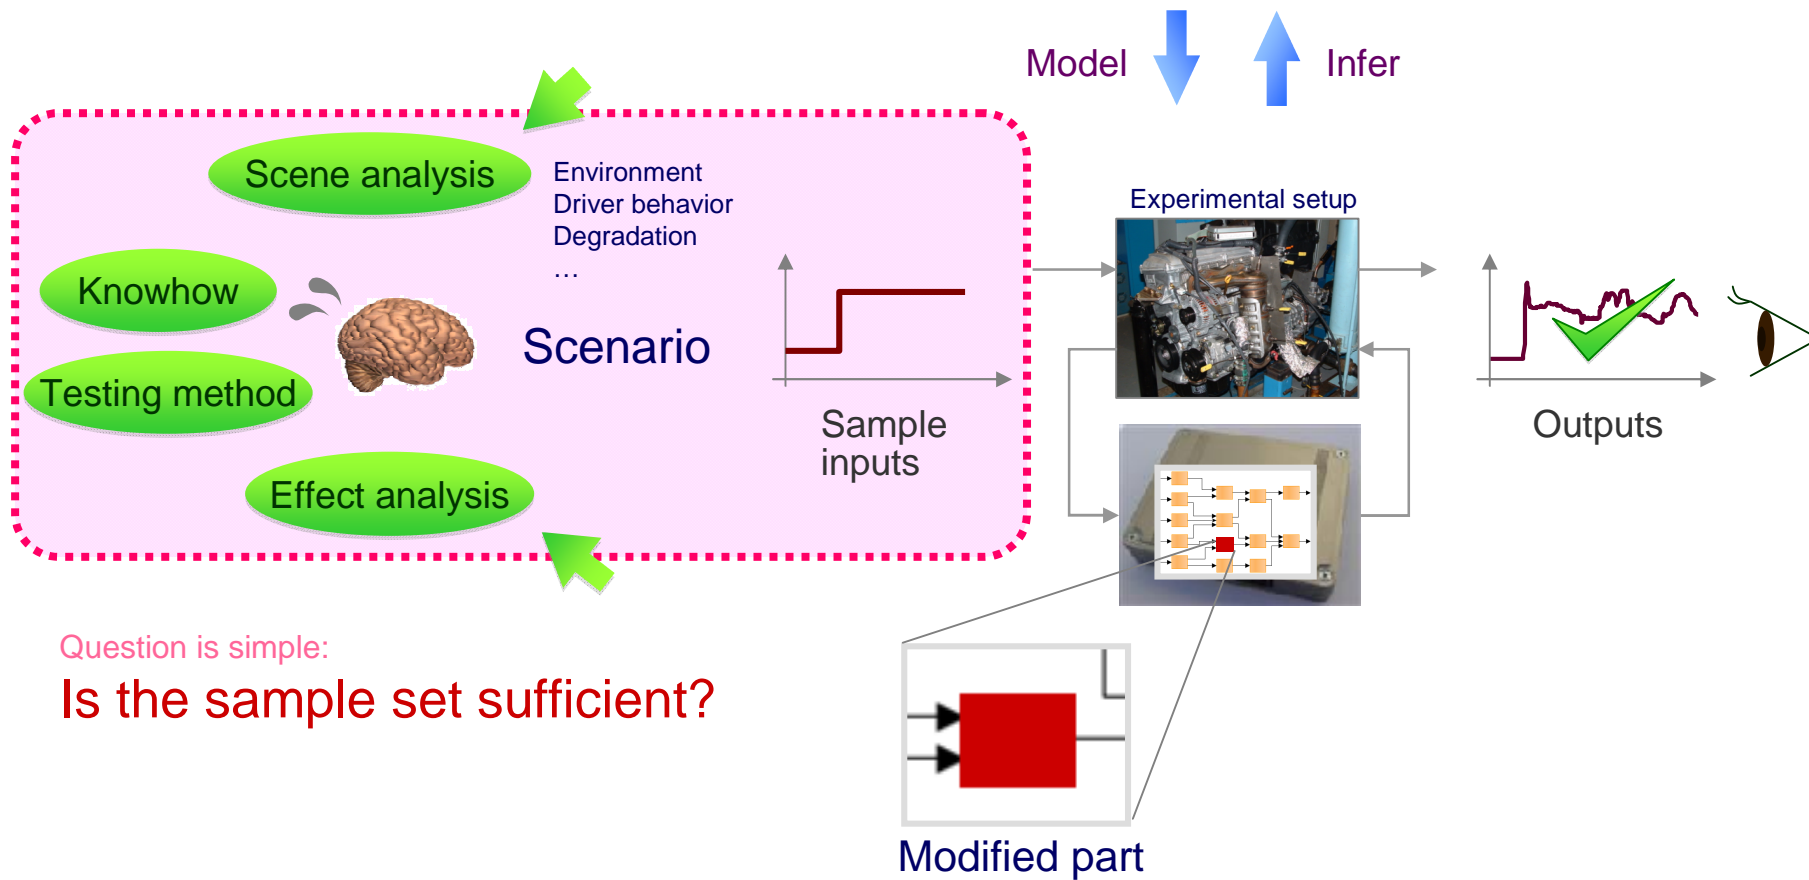 Model
Infer
Scene analysis
Environment
Driver behavior
Degradation
…
Knowhow
Testing method
Effect analysis
Scenario
Sample
inputs
Experimental setup
Outputs
Question is simple:
Is the sample set sufficient?
Modified part